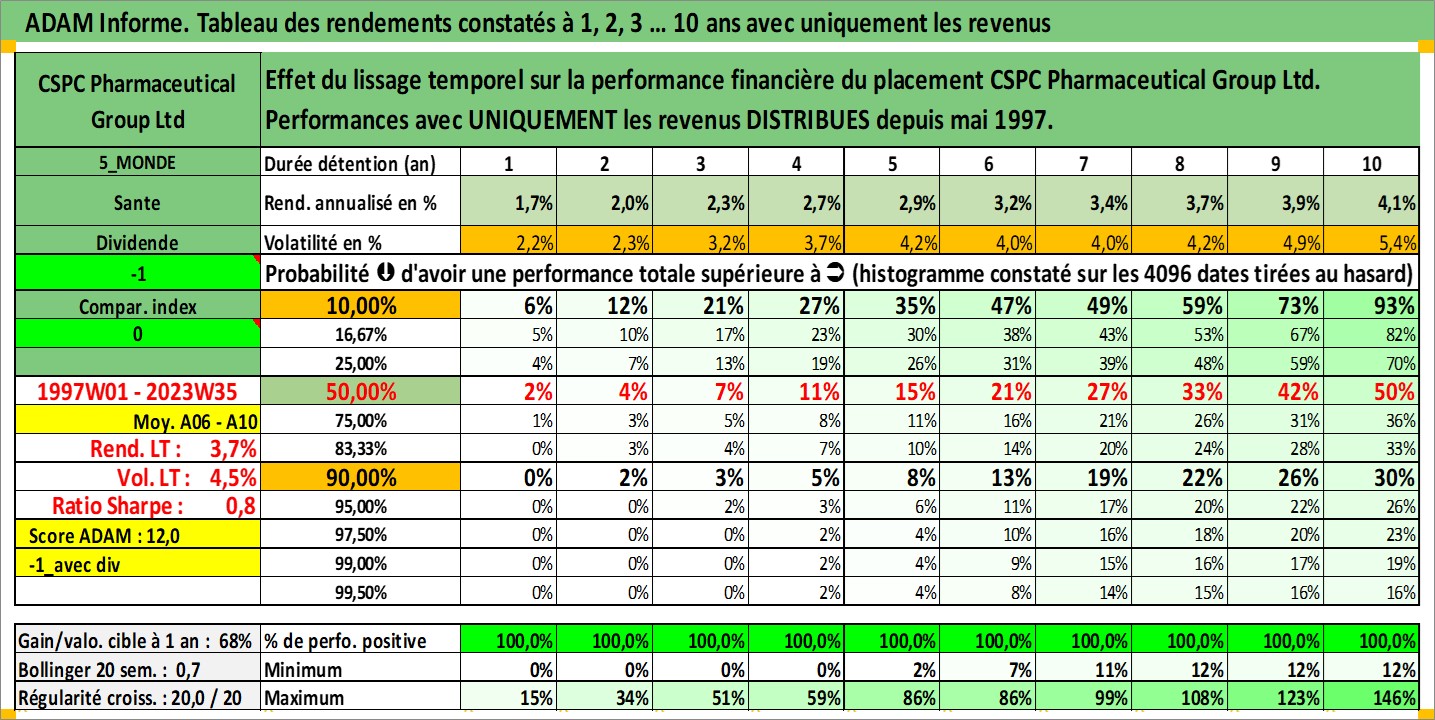 ADAM Informe. Tableau des rendements constatés à 1, 2, 3 ... 10 ans avec uniquement les revenus
CSPC Pharmaceutical Group Ltd
Effet du lissage temporel sur la performance financière du placement CSPC Pharmaceutical Group Ltd.
Performances avec UNIQUEMENT les revenus DISTRIBUES depuis mai 1997.
5_MONDE Durée détention (an) 1 2 3 4 5 6 7 8 9 10
Sante Rend. annualisé en % 1,7% 2,0% 2,3% 2,7% 2,9% 3,2% 3,4% 3,7% 3,9% 4,1%
Dividende Volatilité en % 2,2% 2,3% 3,2% 3,7% 4,2% 4,0% 4,0% 4,2% 4,9% 5,4%
-1 Probabilité d'avoir une performance totale supérieure à (histogramme constaté sur les 4096 dates tirées au hasard)
Compar. index 10,00% 6% 12% 21% 27% 35% 47% 49% 59% 73% 93%
0 16,67% 5% 10% 17% 23% 30% 38% 43% 53% 67% 82%
25,00% 4% 7% 13% 19% 26% 31% 39% 48% 59% 70%
1997W01 - 2023W35 50,00% 2% 4% 7% 11% 15% 21% 27% 33% 42% 50%
Moy. A06 - A10 75,00% 1% 3% 5% 8% 11% 16% 21% 26% 31% 36%
Rend. LT : 3,7% 83,33% 0% 3% 4% 7% 10% 14% 20% 24% 28% 33%
Vol. LT : 4,5% 90,00% 0% 2% 3% 5% 8% 13% 19% 22% 26% 30%
Ratio Sharpe : 0,8 95,00% 0% 0% 2% 3% 6% 11% 17% 20% 22% 26%
Score ADAM : 12,0 97,50% 0% 0% 0% 2% 4% 10% 16% 18% 20% 23%
-1_avec div 99,00% 0% 0% 0% 2% 4% 9% 15% 16% 17% 19%
99,50% 0% 0% 0% 2% 4% 8% 14% 15% 16% 16%
Gain/valo. cible à 1 an : 68% % de perfo. positive 100,0% 100,0% 100,0% 100,0% 100,0% 100,0% 100,0% 100,0% 100,0% 100,0%
Bollinger 20 sem. : 0,7 Minimum 0% 0% 0% 0% 2% 7% 11% 12% 12% 12%
Régularité croiss. : 20,0 / 20 Maximum 15% 34% 51% 59% 86% 86% 99% 108% 123% 146%